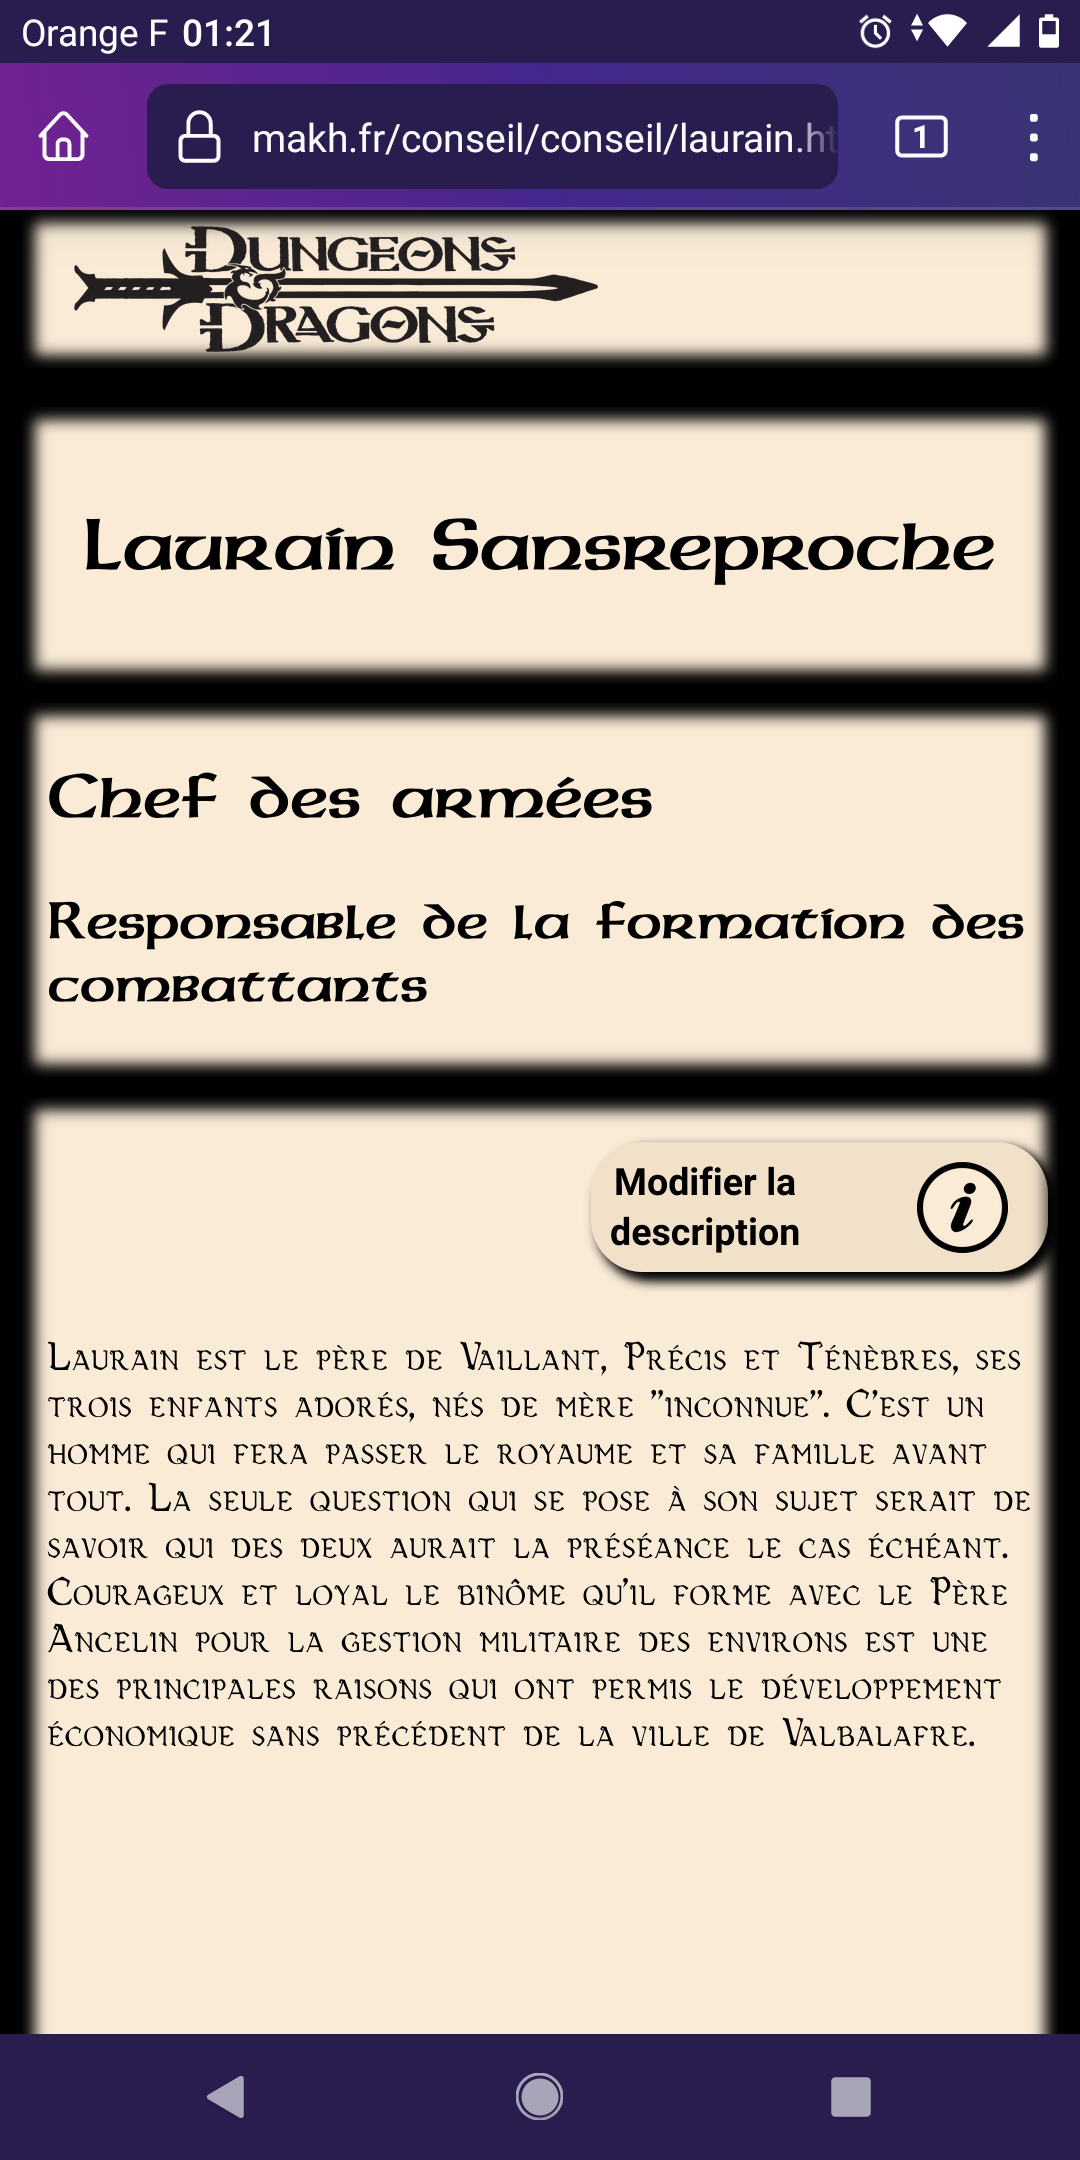 Orange F 01:21
makh.fr/conseil/conseil/laurain.ht
1
DUNGEONS
&
DRAGONS
Laurain Sansreproche
Chef des armées
Responsable de la formation des
combattants
Modifier la
description
i
Laurain est le père de Vaillant, Précis et Ténèbres, ses
trois enfants adorés, nés de mère "inconnue". C'est un
homme qui fera passer le royaume et sa famille avant
tout. La seule question qui se pose à son sujet serait de
savoir qui des deux aurait la préséance le cas échéant.
Courageux et loyal le binôme qu'il forme avec le Père
Ancelin pour la gestion militaire des environs est une
des principales raisons qui ont permis le développement
économique sans précédent de la ville de Valbalafre.